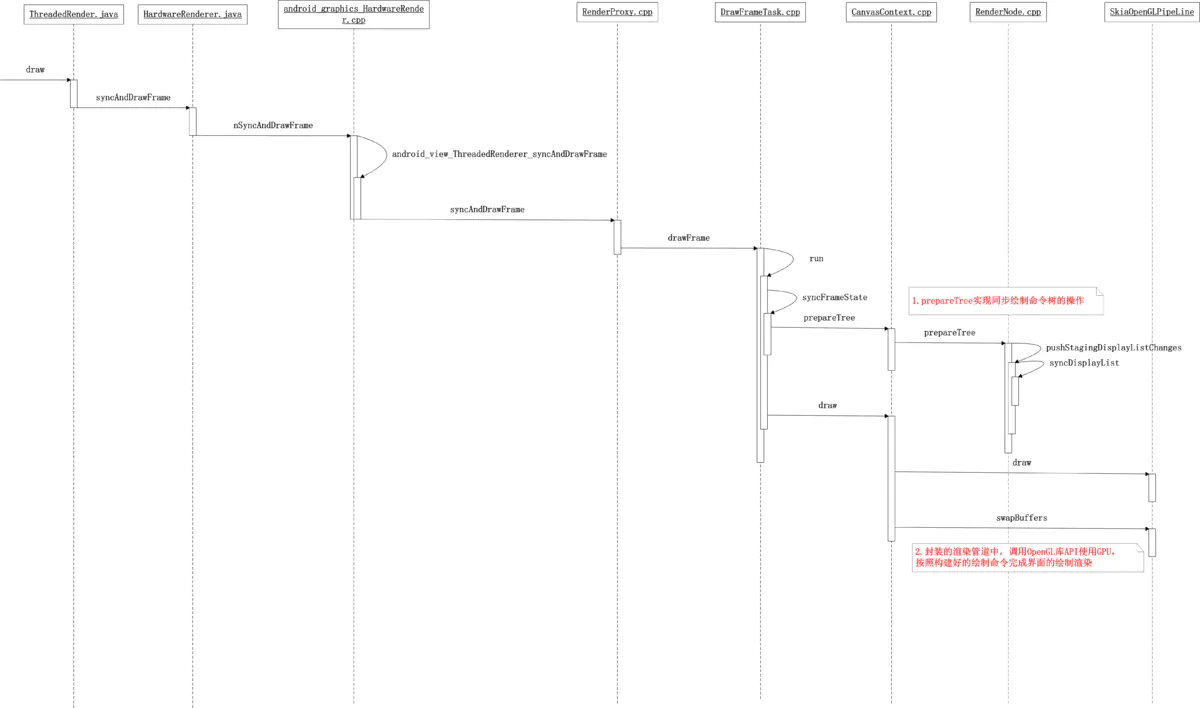 ThreadedRender.java
HardwareRenderer.java
android_graphics_HardwareRende
r.cpp
RenderProxy.cpp
DrawFrameTask.cpp
CanvasContext.cpp
RenderNode.cpp
SkiaOpenGLPipeLine
draw
syncAndDrawFrame
nSyncAndDrawFrame
android_view_ThreadedRenderer_syncAndDrawFrame
syncAndDrawFrame
drawFrame
run
syncFrameState
1.prepareTree实现同步绘制命令树的操作
prepareTree
prepareTree
pushStagingDisplayListChanges
syncDisplayList
draw
draw
swapBuffers
2.封装的渲染管道中，调用OpenGL库API使用GPU，
按照构建好的绘制命令完成界面的绘制渲染